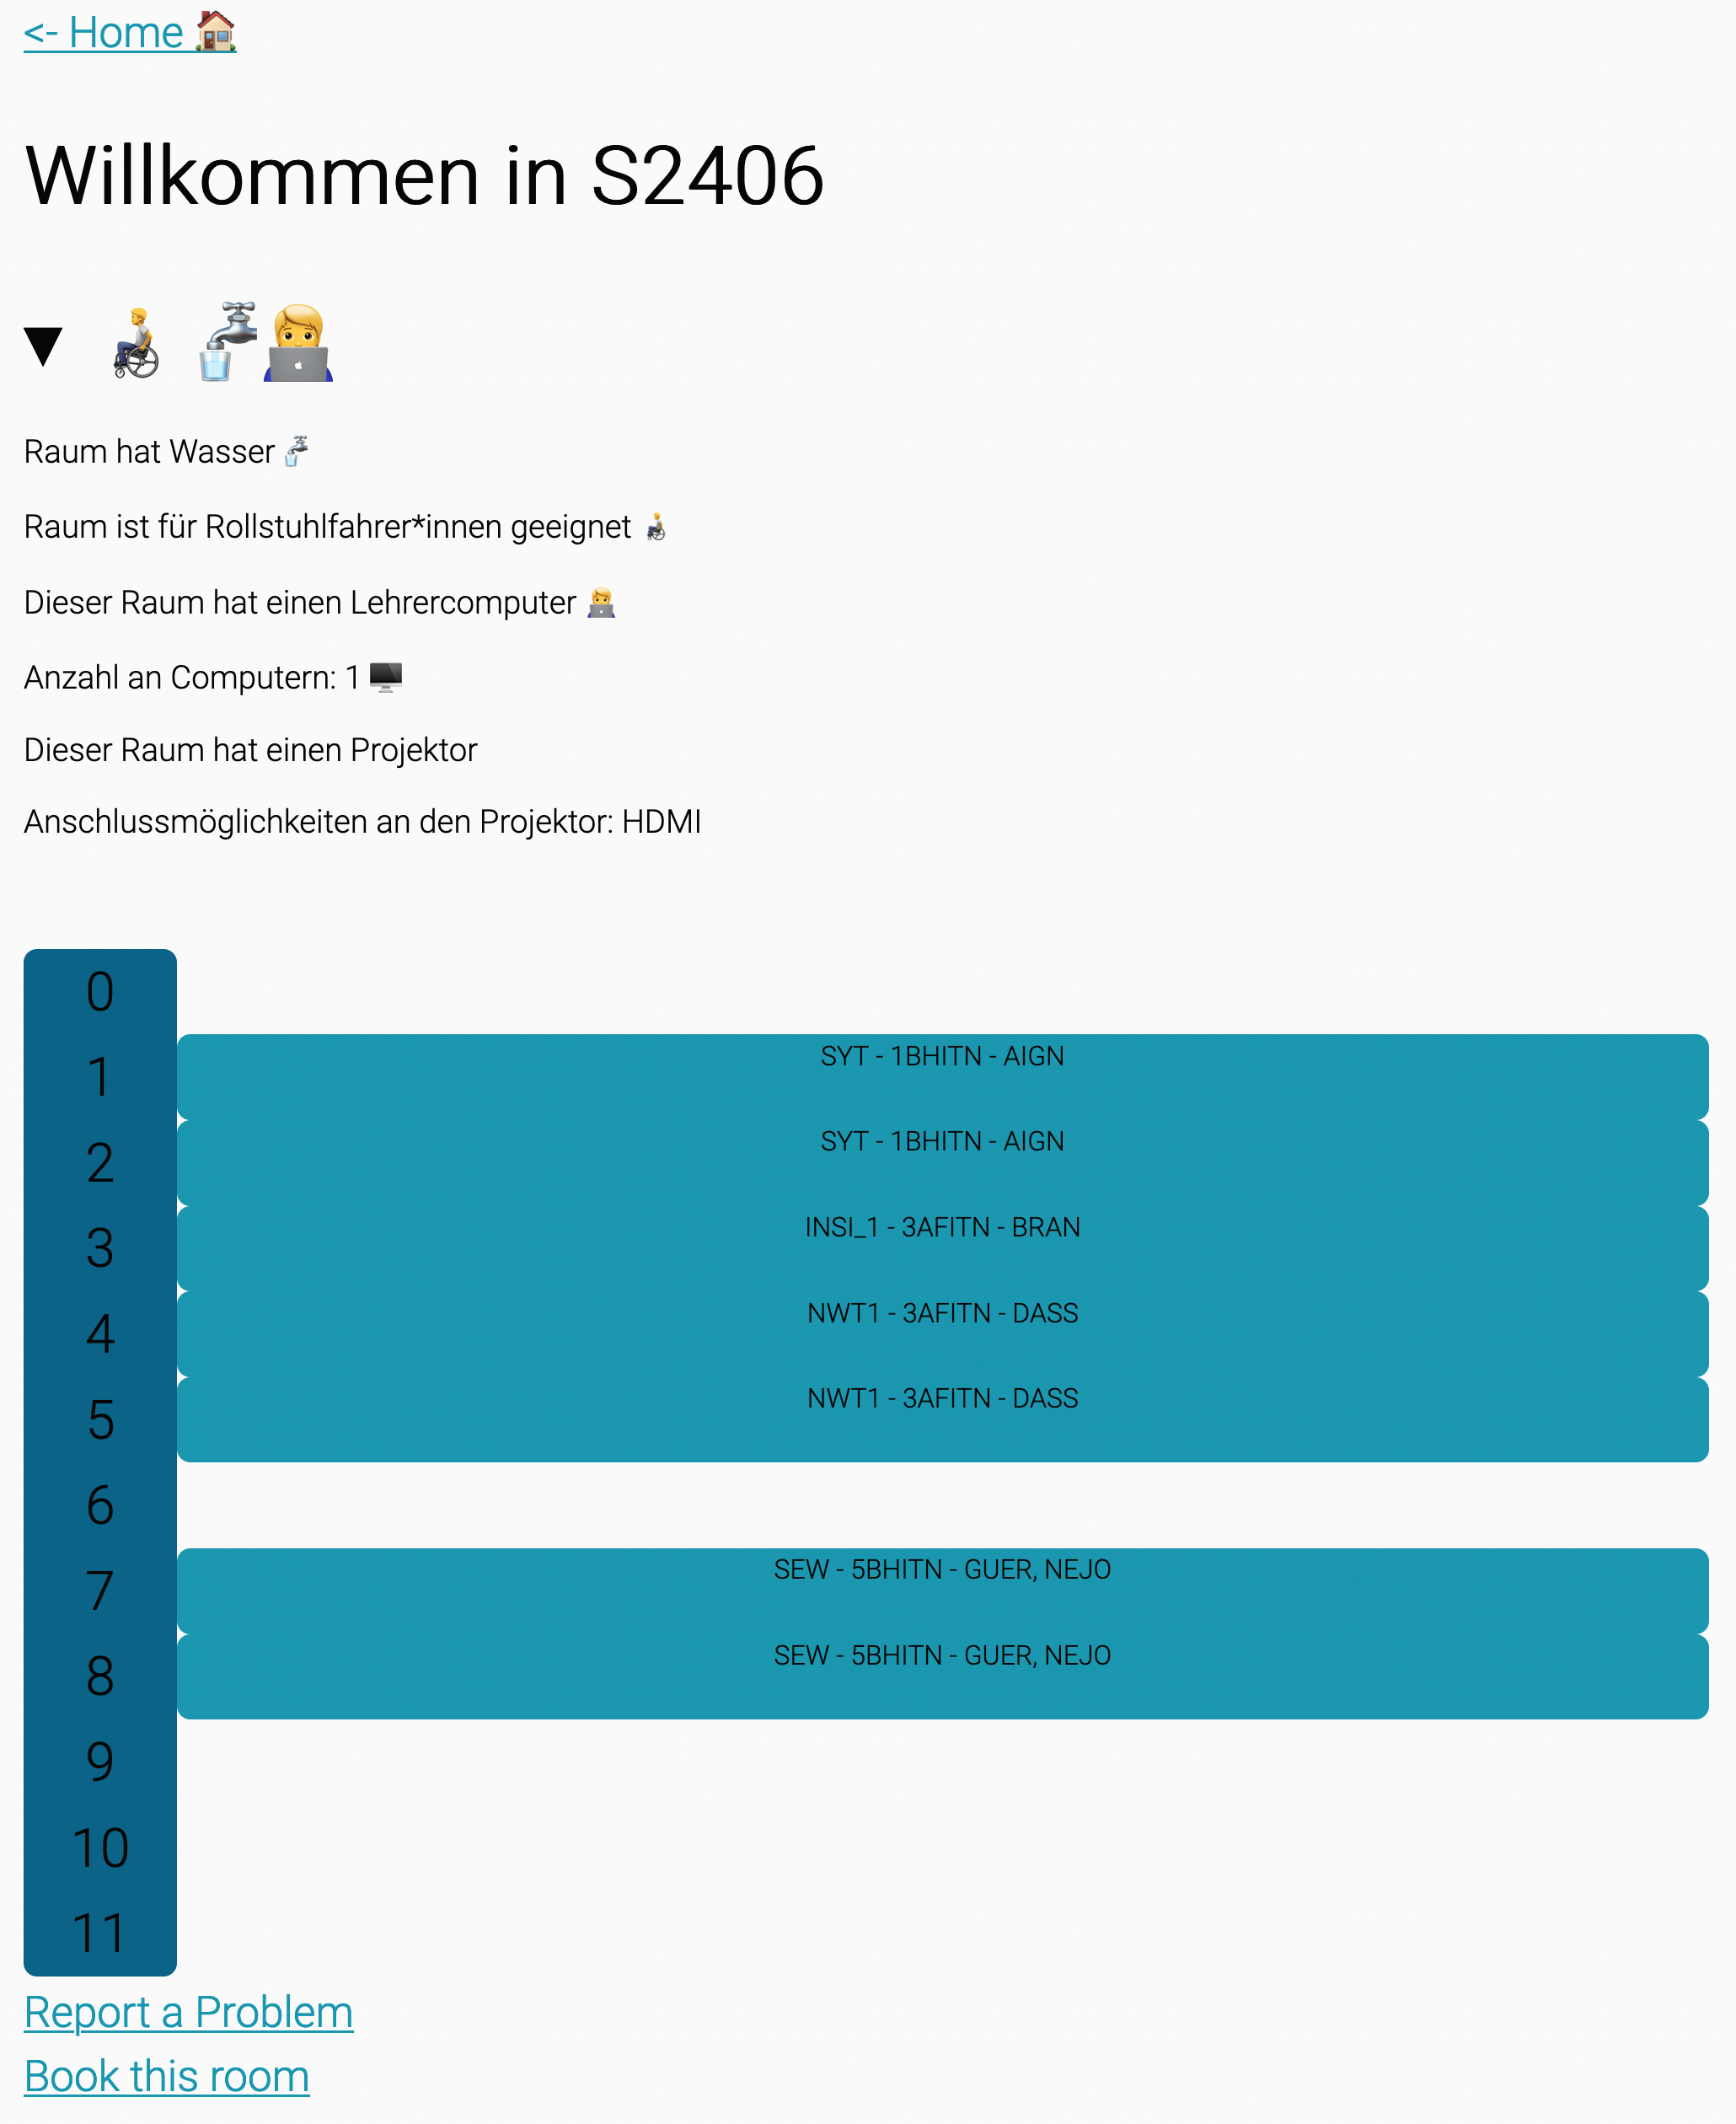 <- Home 🏠
Willkommen in S2406
▼ 🧑‍🦽 🚰🧑‍💻
Raum hat Wasser 🚰
Raum ist für Rollstuhlfahrer*innen geeignet 🧑‍🦽
Dieser Raum hat einen Lehrercomputer 🧑‍💻
Anzahl an Computern: 1 🖥️
Dieser Raum hat einen Projektor
Anschlussmöglichkeiten an den Projektor: HDMI
0
1 SYT - 1BHITN - AIGN
2 SYT - 1BHITN - AIGN
3 INSI_1 - 3AFITN - BRAN
4 NWT1 - 3AFITN - DASS
5 NWT1 - 3AFITN - DASS
6
7 SEW - 5BHITN - GUER, NEJO
8 SEW - 5BHITN - GUER, NEJO
9
10
11
Report a Problem
Book this room